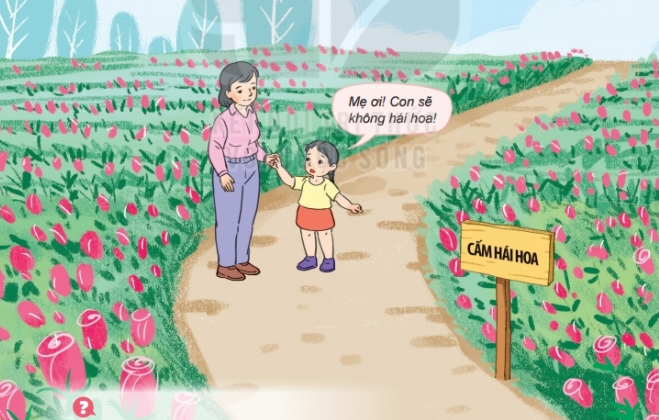 Mẹ ơi! Con sẽ
không hái hoa!
CẤM HÁI HOA
?